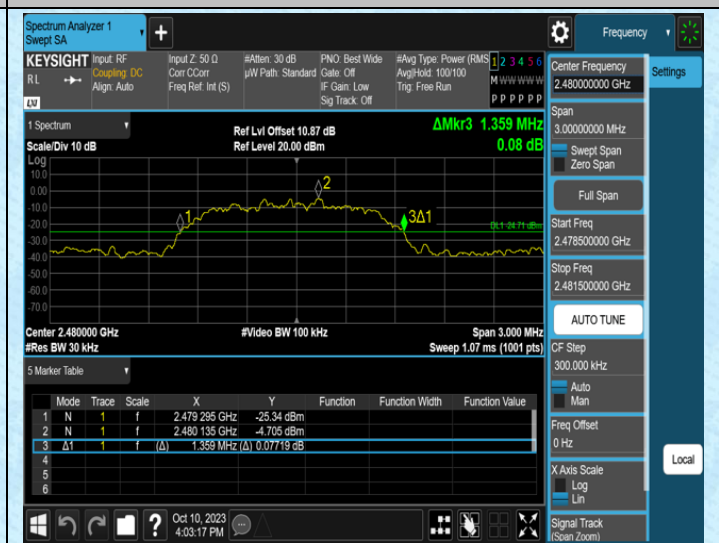 Spectrum Analyzer 1
Swept SA
+
Frequency
KEYSIGHT
RL
LXI
Input: RF
Coupling: DC
Align: Auto
Input Z: 50 Ω
Corr CCorr
Freq Ref: Int (S)
#Atten: 30 dB
µW Path: Standard
PNO: Best Wide
Gate: Off
IF Gain: Low
Sig Track: Off
#Avg Type: Power (RMS
Avg|Hold: 100/100
Trig: Free Run
1 2 3 4 5 6
M W W W W W
P P P P P P
1 Spectrum
Scale/Div 10 dB
Ref Lvl Offset 10.87 dB
Ref Level 20.00 dBm
ΔMkr3 1.359 MHz
0.08 dB
Log
10.0
0.00
-10.0
-20.0
-30.0
-40.0
-50.0
-60.0
-70.0
1
2
3Δ1
DL1 -24.71 dBm
Center 2.480000 GHz
#Res BW 30 kHz
#Video BW 100 kHz
Span 3.000 MHz
Sweep 1.07 ms (1001 pts)
5 Marker Table
Mode Trace Scale X Y Function Function Width Function Value
1 N 1 f 2.479 295 GHz -25.34 dBm
2 N 1 f 2.480 135 GHz -4.705 dBm
3 Δ1 1 f (Δ) 1.359 MHz (Δ) 0.07719 dB
4
5
6
?
Oct 10, 2023
4:03:17 PM
Center Frequency
2.480000000 GHz
Settings
Span
3.00000000 MHz
Swept Span
Zero Span
Full Span
Start Freq
2.478500000 GHz
Stop Freq
2.481500000 GHz
AUTO TUNE
CF Step
300.000 kHz
Auto
Man
Freq Offset
0 Hz
Local
X Axis Scale
Log
Lin
Signal Track
(Span Zoom)